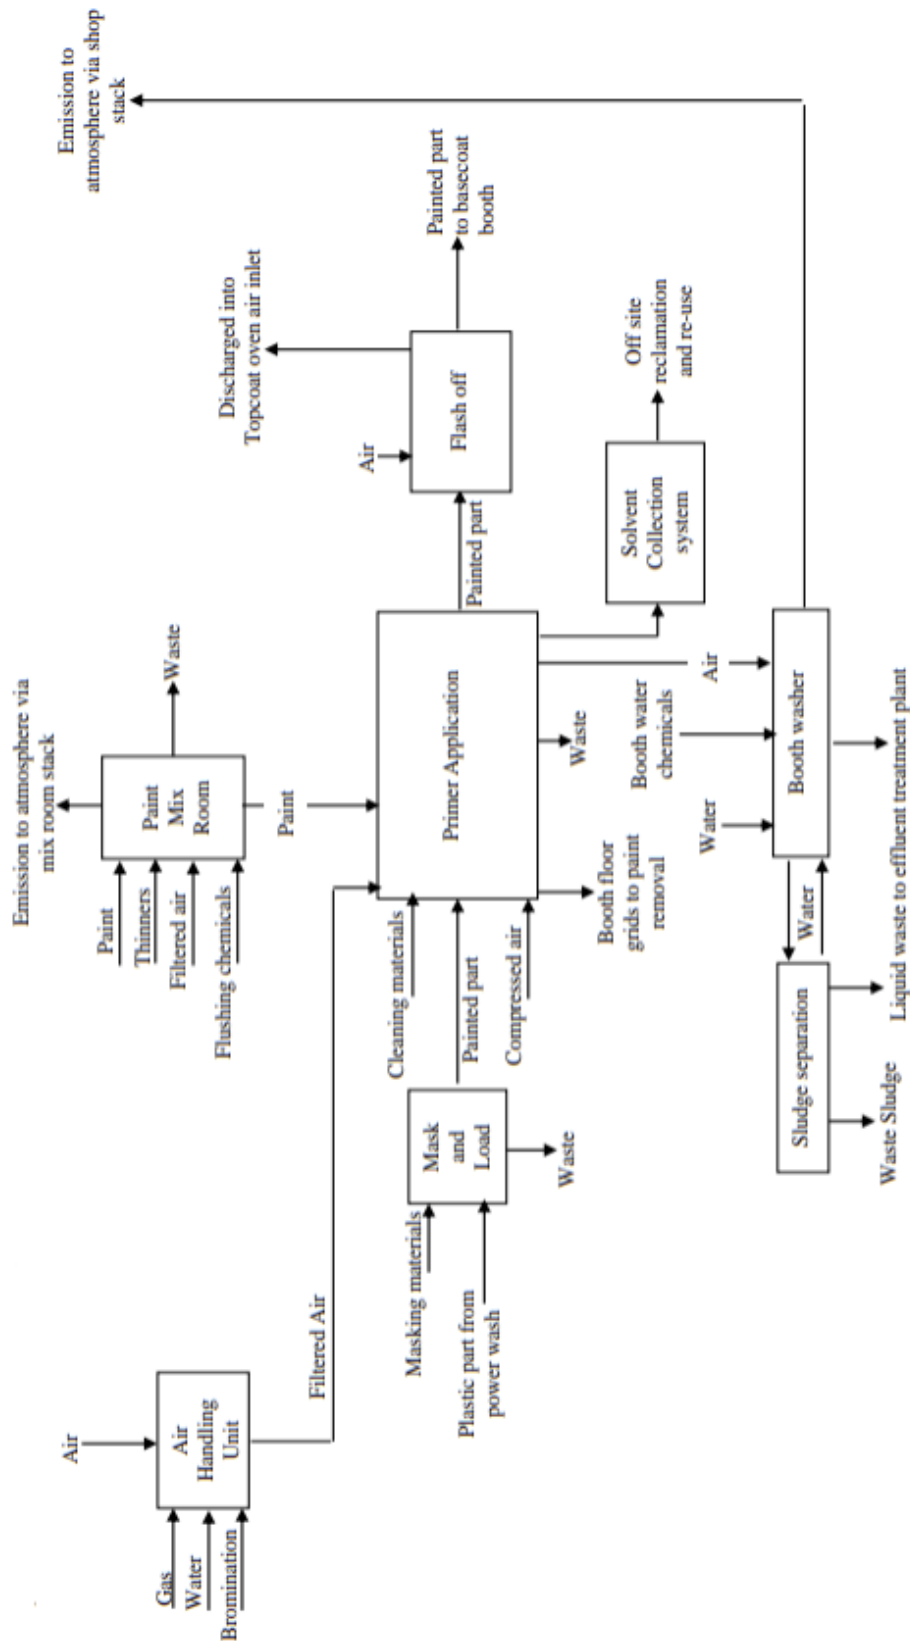 Air
Gas
Water
Bromination
Air
Handling
Unit
Filtered Air
Emission to atmosphere via
mix room stack
Paint
Thinners
Filtered air
Flushing chemicals
Paint
Mix
Room
Waste
Paint
Emission to
atmosphere via shop
stack
Discharged into
Topcoat oven air inlet
Air
Flash off
Painted part
to basecoat
booth
Masking materials
Plastic part from
power wash
Mask
and
Load
Waste
Cleaning materials
Painted part
Compressed air
Primer Application
Painted part
Booth floor
grids to paint
removal
Waste
Solvent
Collection
system
Off site
reclamation
and re-use
Water
Booth water
chemicals
Air
Sludge separation
Water
Booth washer
Waste Sludge
Liquid waste to effluent treatment plant